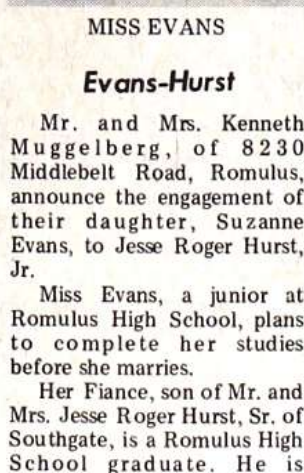 MISS EVANS
Evans-Hurst
Mr. and Mrs. Kenneth
Muggelberg, of 8230
Middlebelt Road, Romulus,
announce the engagement of
their daughter, Suzanne
Evans, to Jesse Roger Hurst,
Jr.
Miss Evans, a junior at
Romulus High School, plans
to complete her studies
before she marries.
Her Fiance, son of Mr. and
Mrs. Jesse Roger Hurst, Sr. of
Southgate, is a Romulus High
School graduate. He is